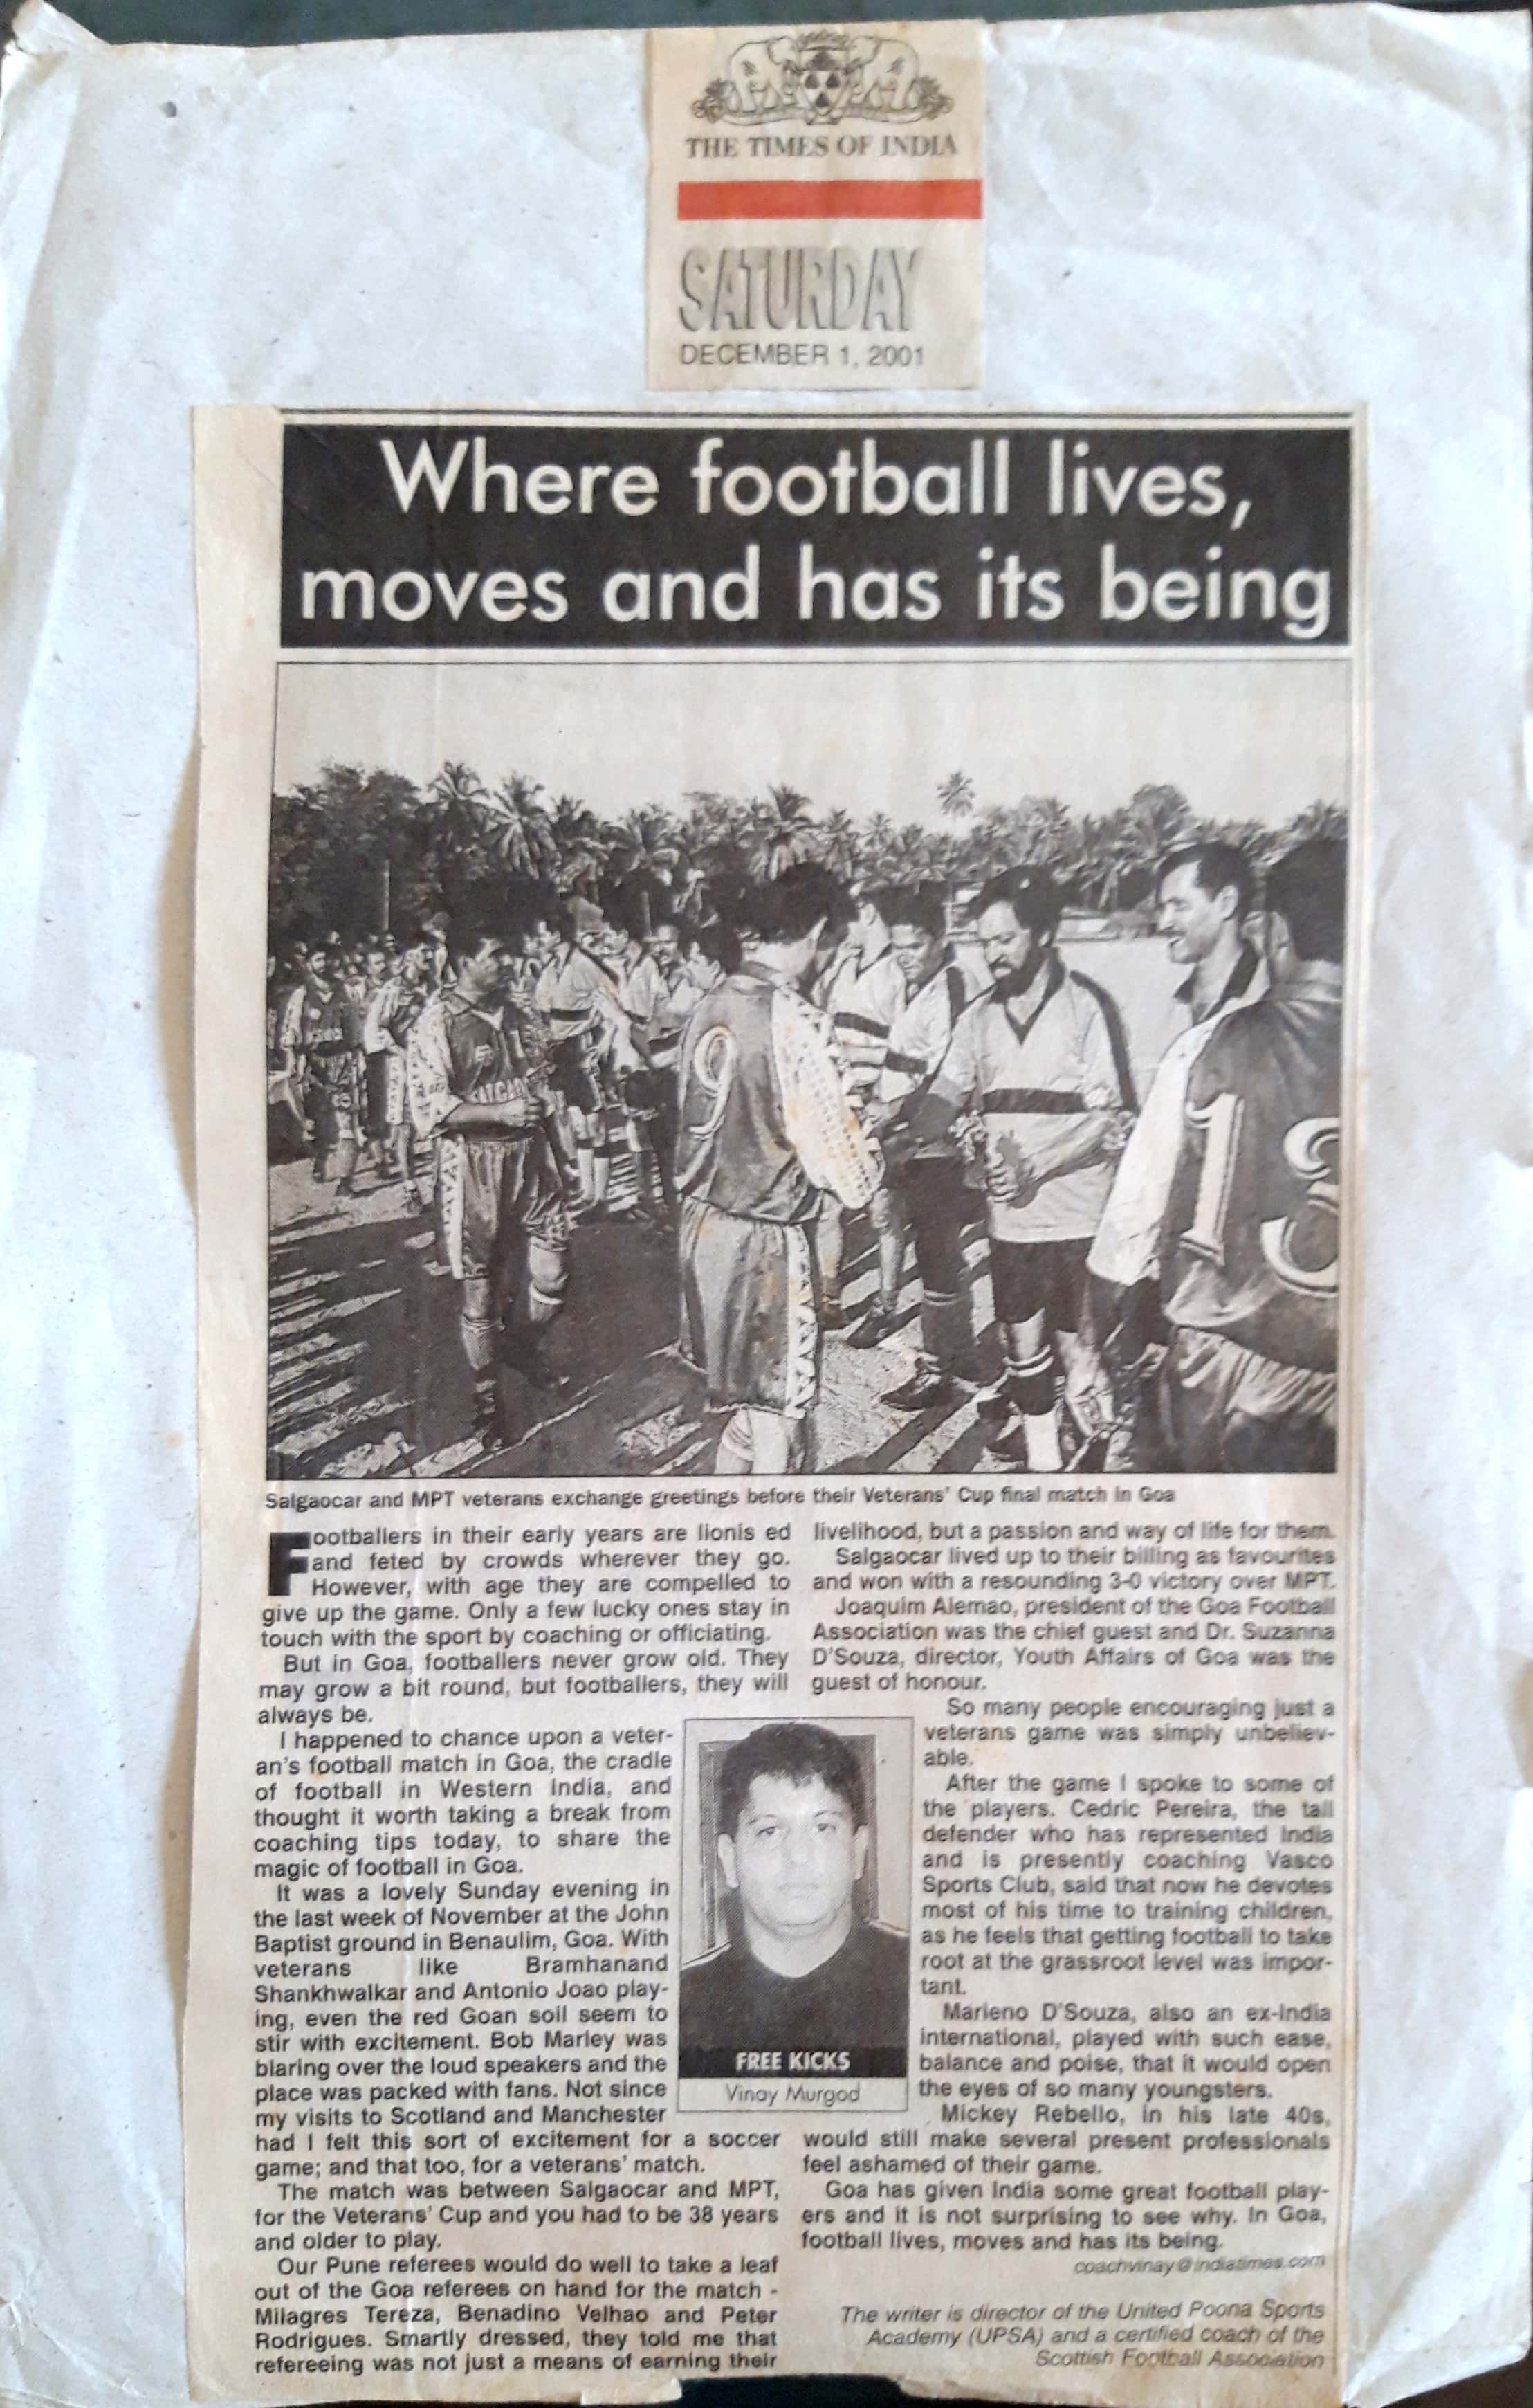 THE TIMES OF INDIA
SATURDAY
DECEMBER 1, 2001
Where football lives,
moves and has its being
9
SALGAO
13
Salgaocar and MPT veterans exchange greetings before their Veterans' Cup final match in Goa
Footballers in their early years are lionis ed
and feted by crowds wherever they go.
However, with age they are compelled to
give up the game. Only a few lucky ones stay in
touch with the sport by coaching or officiating.
But in Goa, footballers never grow old. They
may grow a bit round, but footballers, they will
always be.
I happened to chance upon a veter-
an's football match in Goa, the cradle
of football in Western India, and
thought it worth taking a break from
coaching tips today, to share the
magic of football in Goa.
It was a lovely Sunday evening in
the last week of November at the John
Baptist ground in Benaulim, Goa. With
veterans like Bramhanand
Shankhwalkar and Antonio Joao play-
ing, even the red Goan soil seem to
stir with excitement. Bob Marley was
blaring over the loud speakers and the
place was packed with fans. Not since
my visits to Scotland and Manchester
had I felt this sort of excitement for a soccer
game; and that too, for a veterans' match.
The match was between Salgaocar and MPT,
for the Veterans' Cup and you had to be 38 years
and older to play.
Our Pune referees would do well to take a leaf
out of the Goa referees on hand for the match -
Milagres Tereza, Benadino Velhao and Peter
Rodrigues. Smartly dressed, they told me that
refereeing was not just a means of earning their
livelihood, but a passion and way of life for them.
Salgaocar lived up to their billing as favourites
and won with a resounding 3-0 victory over MPT.
Joaquim Alemao, president of the Goa Football
Association was the chief guest and Dr. Suzanna
D'Souza, director, Youth Affairs of Goa was the
guest of honour.
So many people encouraging just a
veterans game was simply unbeliev-
able.
After the game I spoke to some of
the players. Cedric Pereira, the tall
defender who has represented India
and is presently coaching Vasco
Sports Club, said that now he devotes
most of his time to training children,
as he feels that getting football to take
root at the grassroot level was impor-
tant.
Marieno D'Souza, also an ex-India
international, played with such ease,
balance and poise, that it would open
the eyes of so many youngsters.
Mickey Rebello, in his late 40s,
would still make several present professionals
feel ashamed of their game.
Goa has given India some great football play-
ers and it is not surprising to see why. In Goa,
football lives, moves and has its being.
coachvinay@indiatimes.com
The writer is director of the United Poona Sports
Academy (UPSA) and a certified coach of the
Scottish Football Association
FREE KICKS
Vinay Murgod